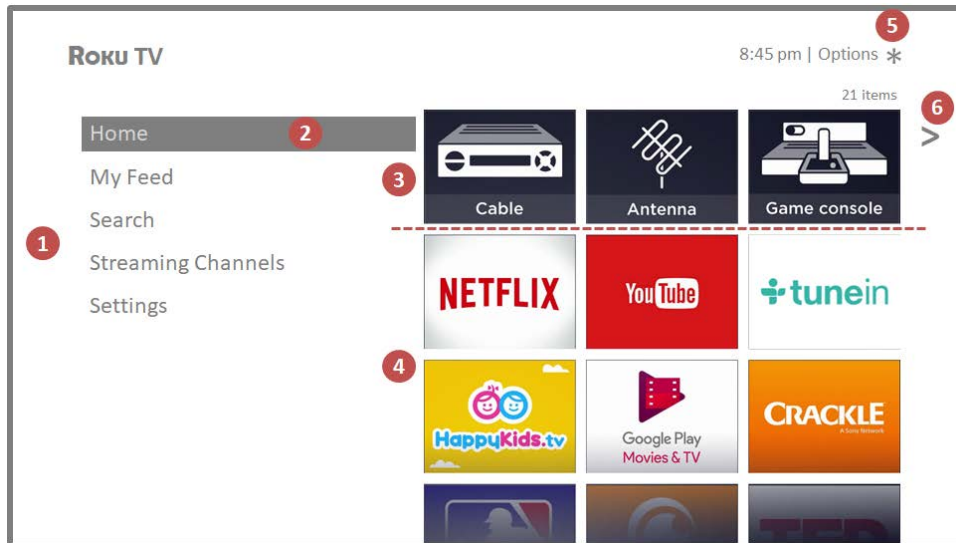 5
Roku TV
8:45 pm | Options *
21 items
6
>
Home 2
My Feed
Search
1
Streaming Channels
Settings
3
Cable
Antenna
Game console
NETFLIX
YouTube
tunein
4
HappyKids.tv
Google Play
Movies & TV
CRACKLE
A Sony Network
TED